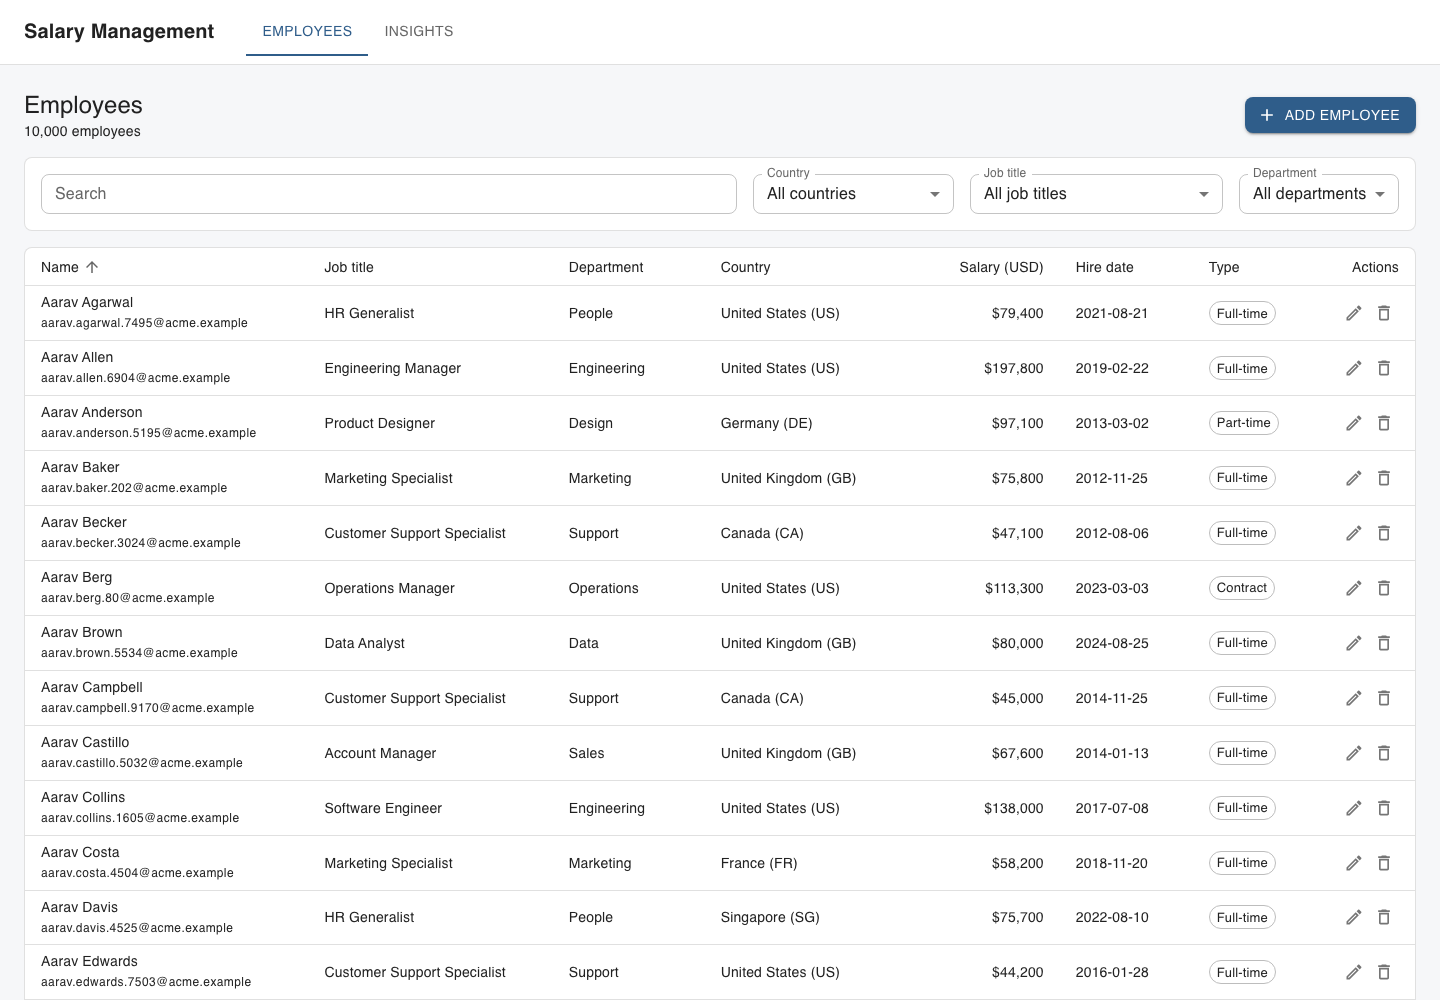 Salary Management EMPLOYEES INSIGHTS
Employees
10,000 employees
ADD EMPLOYEE
Country Job title Department
Search All countries All job titles All departments
Name Job title Department Country Salary (USD) Hire date Type Actions
Aarav Agarwal
aarav.agarwal.7495@acme.example HR Generalist People United States (US) $79,400 2021-08-21 Full-time
Aarav Allen
aarav.allen.6904@acme.example Engineering Manager Engineering United States (US) $197,800 2019-02-22 Full-time
Aarav Anderson
aarav.anderson.5195@acme.example Product Designer Design Germany (DE) $97,100 2013-03-02 Part-time
Aarav Baker
aarav.baker.202@acme.example Marketing Specialist Marketing United Kingdom (GB) $75,800 2012-11-25 Full-time
Aarav Becker
aarav.becker.3024@acme.example Customer Support Specialist Support Canada (CA) $47,100 2012-08-06 Full-time
Aarav Berg
aarav.berg.80@acme.example Operations Manager Operations United States (US) $113,300 2023-03-03 Contract
Aarav Brown
aarav.brown.5534@acme.example Data Analyst Data United Kingdom (GB) $80,000 2024-08-25 Full-time
Aarav Campbell
aarav.campbell.9170@acme.example Customer Support Specialist Support Canada (CA) $45,000 2014-11-25 Full-time
Aarav Castillo
aarav.castillo.5032@acme.example Account Manager Sales United Kingdom (GB) $67,600 2014-01-13 Full-time
Aarav Collins
aarav.collins.1605@acme.example Software Engineer Engineering United States (US) $138,000 2017-07-08 Full-time
Aarav Costa
aarav.costa.4504@acme.example Marketing Specialist Marketing France (FR) $58,200 2018-11-20 Full-time
Aarav Davis
aarav.davis.4525@acme.example HR Generalist People Singapore (SG) $75,700 2022-08-10 Full-time
Aarav Edwards
aarav.edwards.7503@acme.example Customer Support Specialist Support United States (US) $44,200 2016-01-28 Full-time